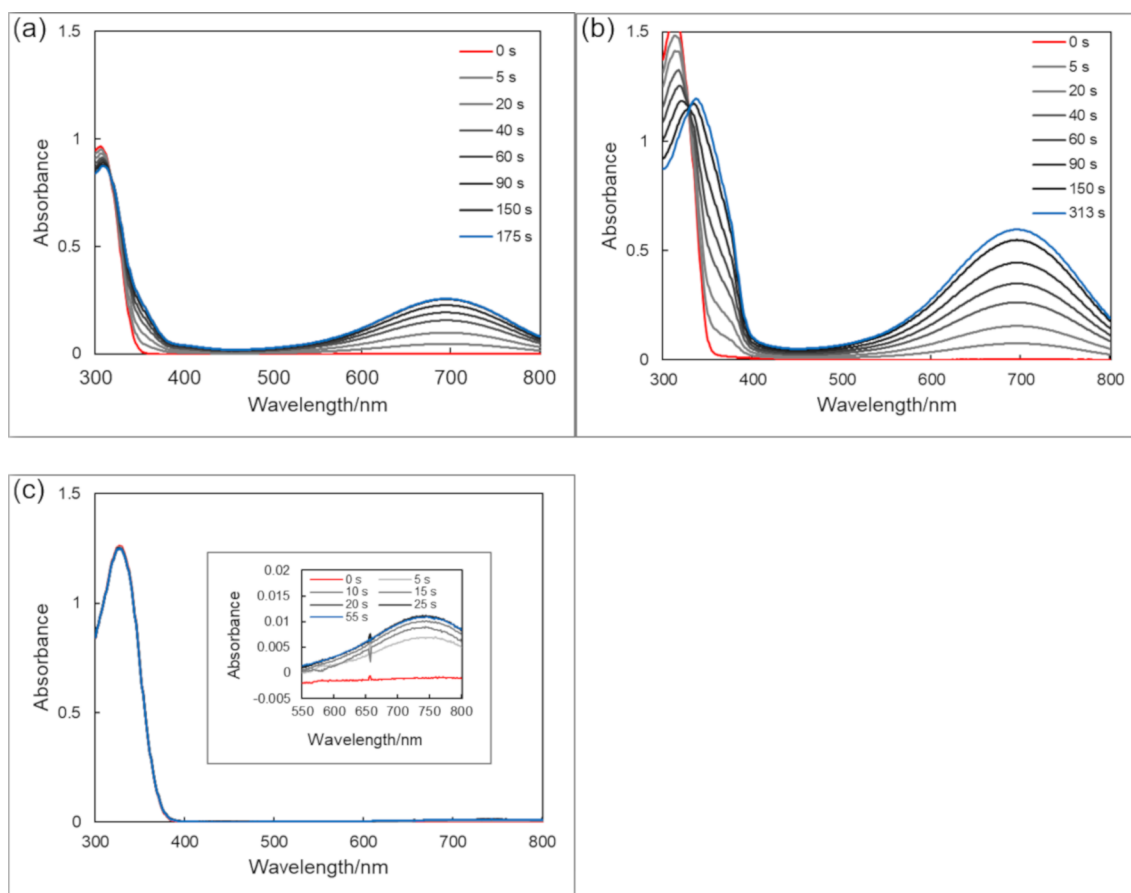 (a)
1.5
1
0.5
0
Absorbance
300 400 500 600 700 800
Wavelength/nm
0 s
5 s
20 s
40 s
60 s
90 s
150 s
175 s
(b)
1.5
1
0.5
0
Absorbance
300 400 500 600 700 800
Wavelength/nm
0 s
5 s
20 s
40 s
60 s
90 s
150 s
313 s
(c)
1.5
1
0.5
0
Absorbance
300 400 500 600 700 800
Wavelength/nm
0.02
0.015
0.01
0.005
0
-0.005
Absorbance
0 s 5 s
10 s 15 s
20 s 25 s
55 s
550 600 650 700 750 800
Wavelength/nm